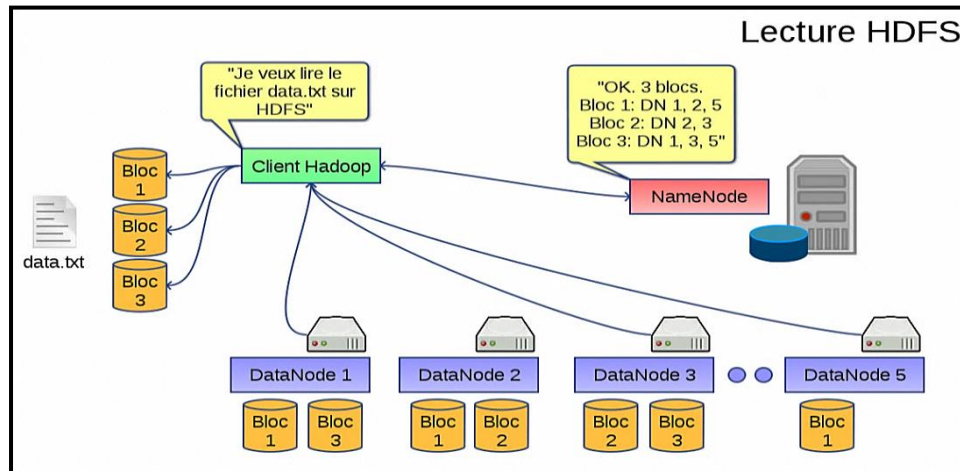 Lecture HDFS
"Je veux lire le
fichier data.txt sur
HDFS"
"OK. 3 blocs.
Bloc 1: DN 1, 2, 5
Bloc 2: DN 2, 3
Bloc 3: DN 1, 3, 5"
Client Hadoop
NameNode
Bloc
1
Bloc
2
Bloc
3
data.txt
DataNode 1
DataNode 2
DataNode 3
DataNode 5
Bloc
1
Bloc
3
Bloc
1
Bloc
2
Bloc
2
Bloc
3
Bloc
1